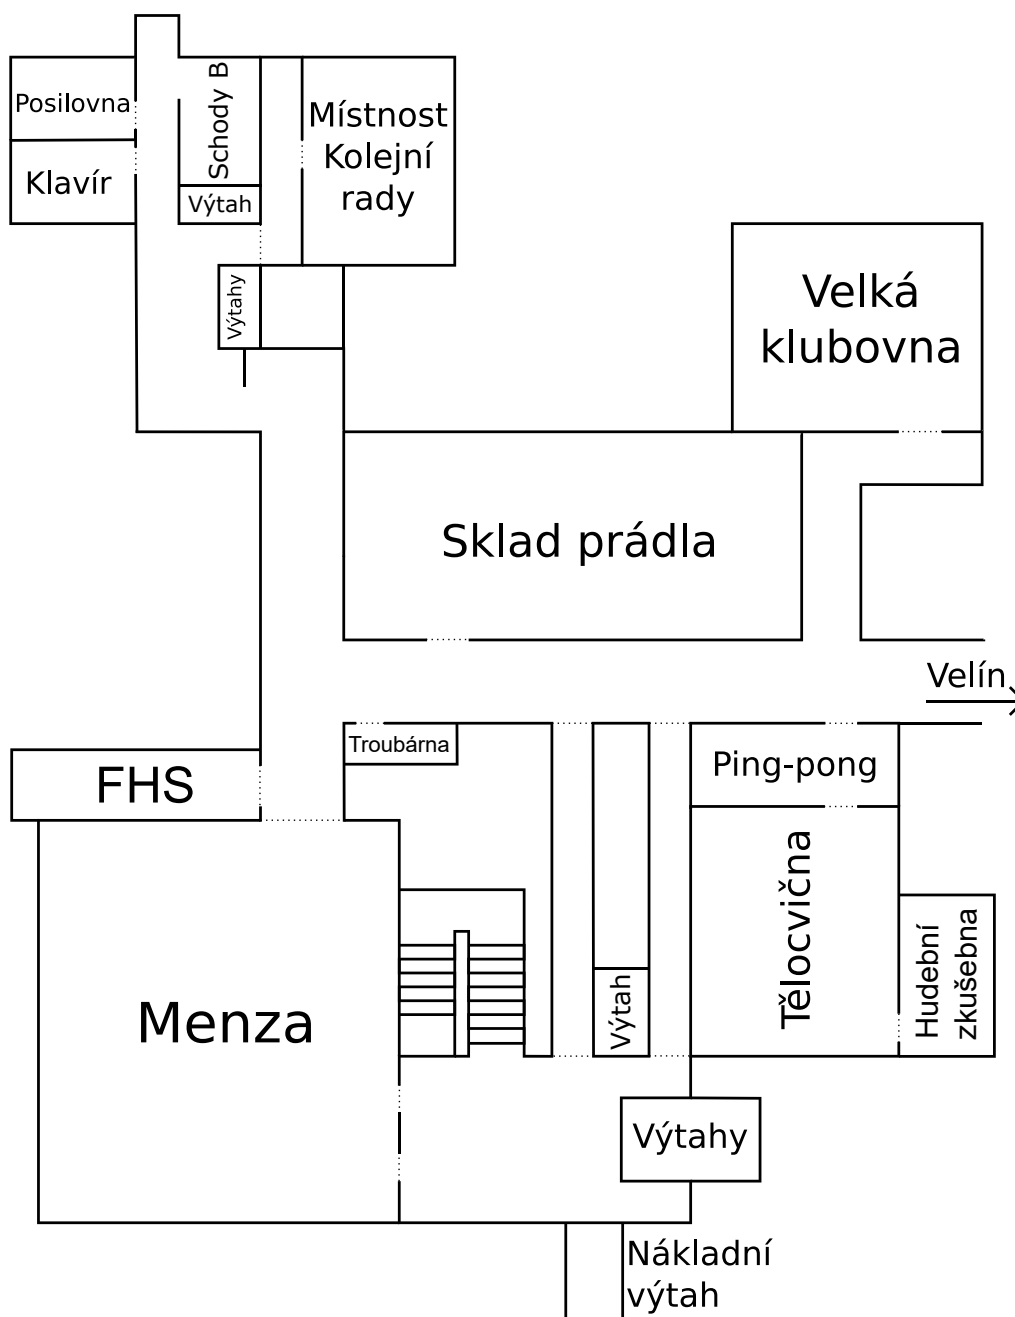 Posilovna
Klavír
Schody B
Výtah
Místnost
Kolejní
rady
Výtahy
Velká
klubovna
Sklad prádla
Velín
Troubárna
FHS
Ping-pong
Menza
Výtah
Tělocvična
Hudební
zkušebna
Výtahy
Nákladní
výtah